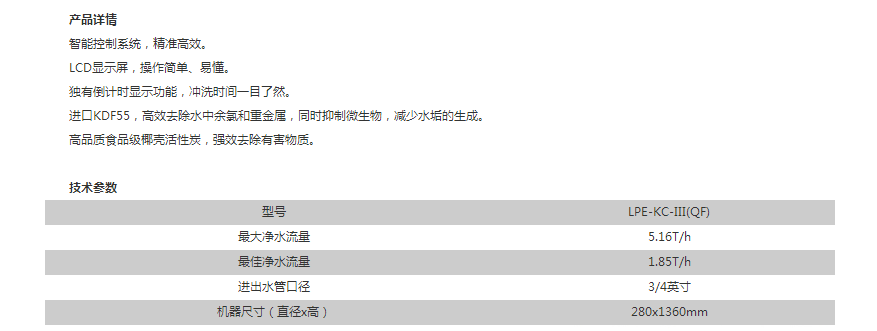 产品详情
智能控制系统，精准高效。
LCD显示屏，操作简单、易懂。
独有倒计时显示功能，冲洗时间一目了然。
进口KDF55，高效去除水中余氯和重金属，同时抑制微生物，减少水垢的生成。
高品质食品级椰壳活性炭，强效去除有害物质。
技术参数
型号 LPE-KC-III(QF)
最大净水流量 5.16T/h
最佳净水流量 1.85T/h
进出水管口径 3/4英寸
机器尺寸（直径x高） 280x1360mm